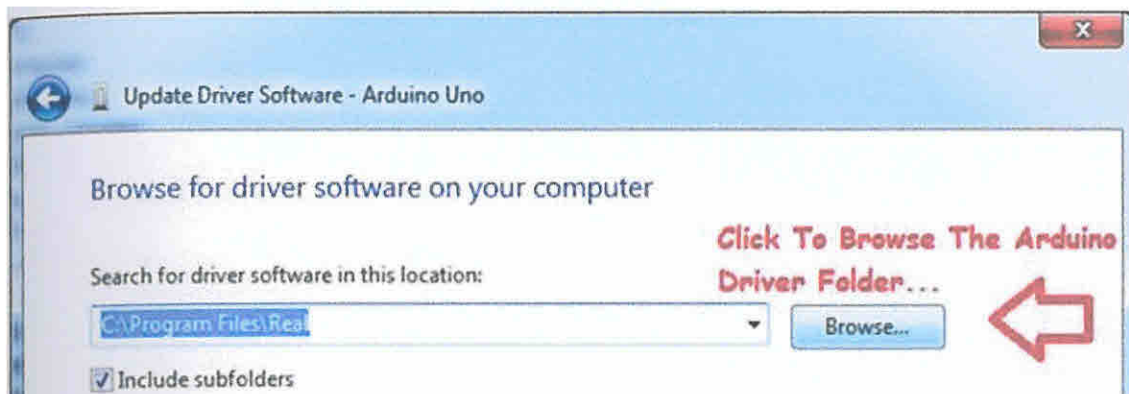 Update Driver Software - Arduino Uno
Browse for driver software on your computer
Click To Browse The Arduino
Driver Folder...
Search for driver software in this location:
C:\Program Files\Real
Browse...
Include subfolders